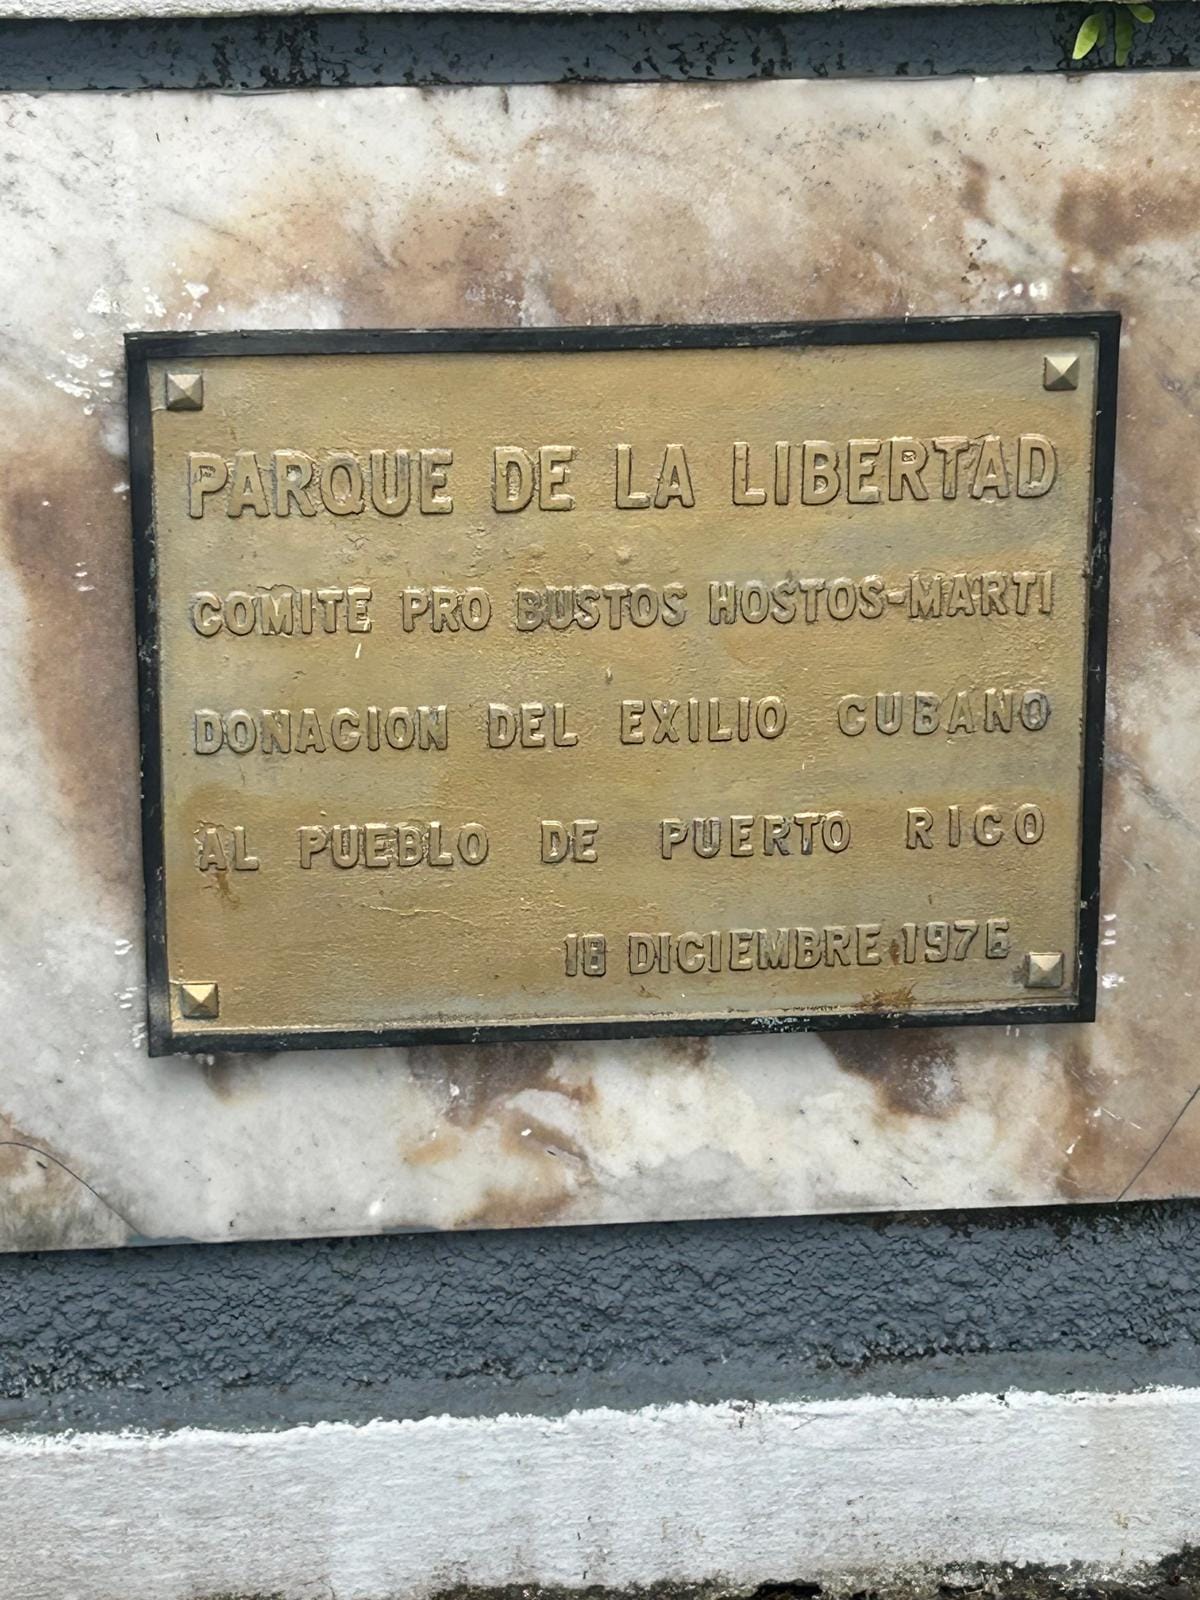 PARQUE DE LA LIBERTAD
COMITE PRO BUSTOS HOSTOS-MARTI
DONACION DEL EXILIO CUBANO
AL PUEBLO DE PUERTO RICO
18 DICIEMBRE 1976